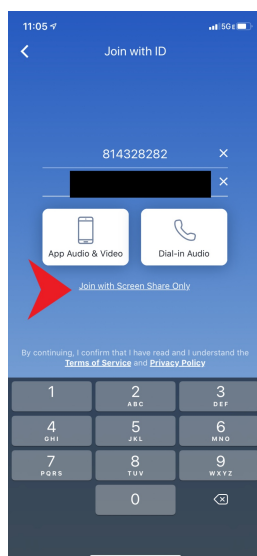 11:05 5GE
Join with ID
814328282
App Audio & Video Dial-in Audio
Join with Screen Share Only
By continuing, I confirm that I have read and I understand the
Terms of Service and Privacy Policy
1 2 3
ABC DEF
4 5 6
GHI JKL MNO
7 8 9
PQRS TUV WXYZ
0